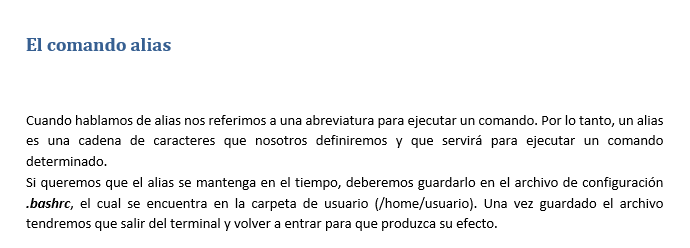 El comando alias
Cuando hablamos de alias nos referimos a una abreviatura para ejecutar un comando. Por lo tanto, un alias
es una cadena de caracteres que nosotros definiremos y que servirá para ejecutar un comando
determinado.
Si queremos que el alias se mantenga en el tiempo, deberemos guardarlo en el archivo de configuración
.bashrc, el cual se encuentra en la carpeta de usuario (/home/usuario). Una vez guardado el archivo
tendremos que salir del terminal y volver a entrar para que produzca su efecto.